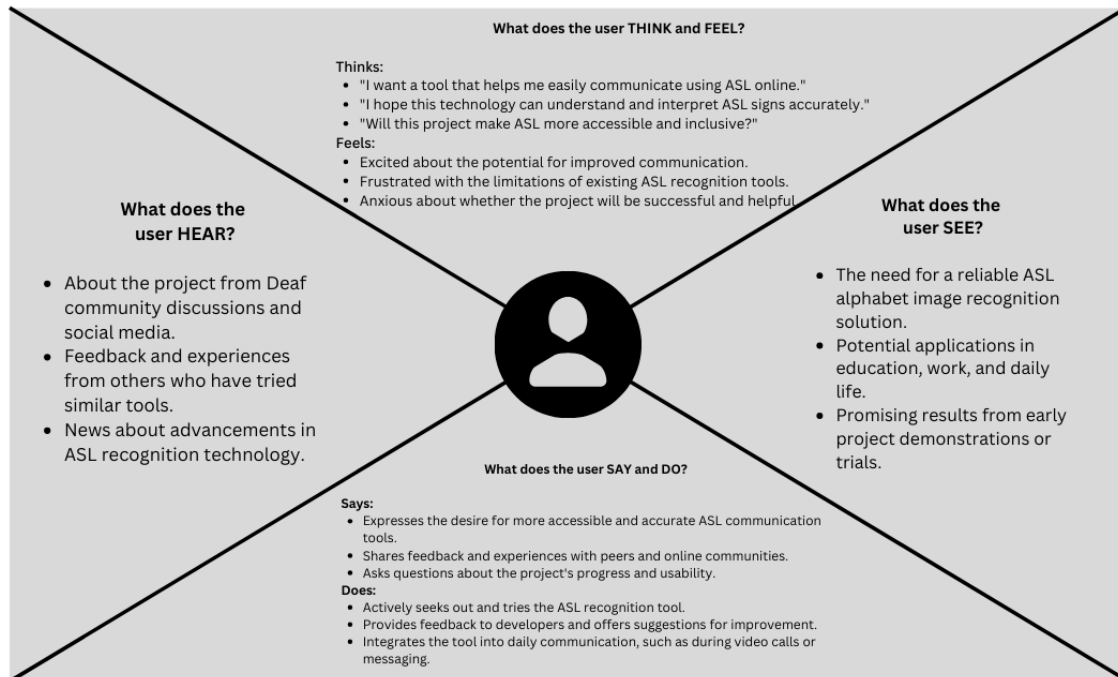 What does the user THINK and FEEL?
Thinks:
• "I want a tool that helps me easily communicate using ASL online."
• "I hope this technology can understand and interpret ASL signs accurately."
• "Will this project make ASL more accessible and inclusive?"
Feels:
• Excited about the potential for improved communication.
• Frustrated with the limitations of existing ASL recognition tools.
• Anxious about whether the project will be successful and helpful.
What does the
user HEAR?
• About the project from Deaf
community discussions and
social media.
• Feedback and experiences
from others who have tried
similar tools.
• News about advancements in
ASL recognition technology.
What does the
user SEE?
• The need for a reliable ASL
alphabet image recognition
solution.
• Potential applications in
education, work, and daily
life.
• Promising results from early
project demonstrations or
trials.
What does the user SAY and DO?
Says:
• Expresses the desire for more accessible and accurate ASL communication
tools.
• Shares feedback and experiences with peers and online communities.
• Asks questions about the project's progress and usability.
Does:
• Actively seeks out and tries the ASL recognition tool.
• Provides feedback to developers and offers suggestions for improvement.
• Integrates the tool into daily communication, such as during video calls or
messaging.